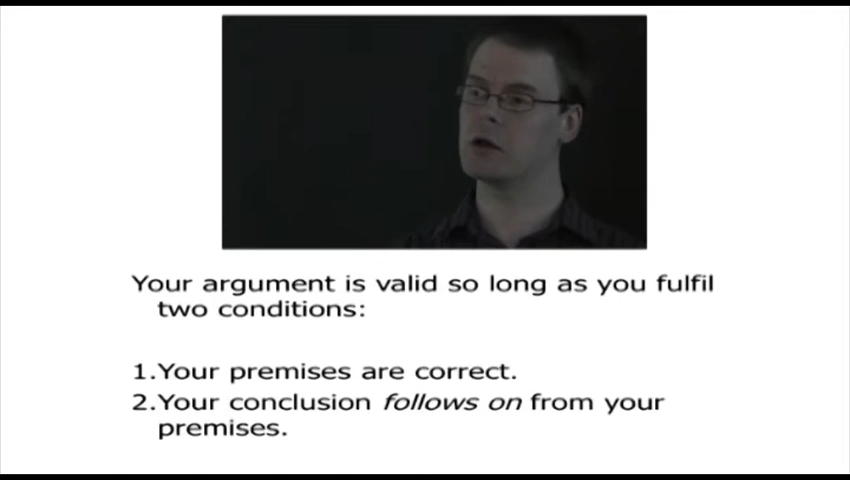 Your argument is valid so long as you fulfil
two conditions:
1.Your premises are correct.
2.Your conclusion follows on from your
premises.